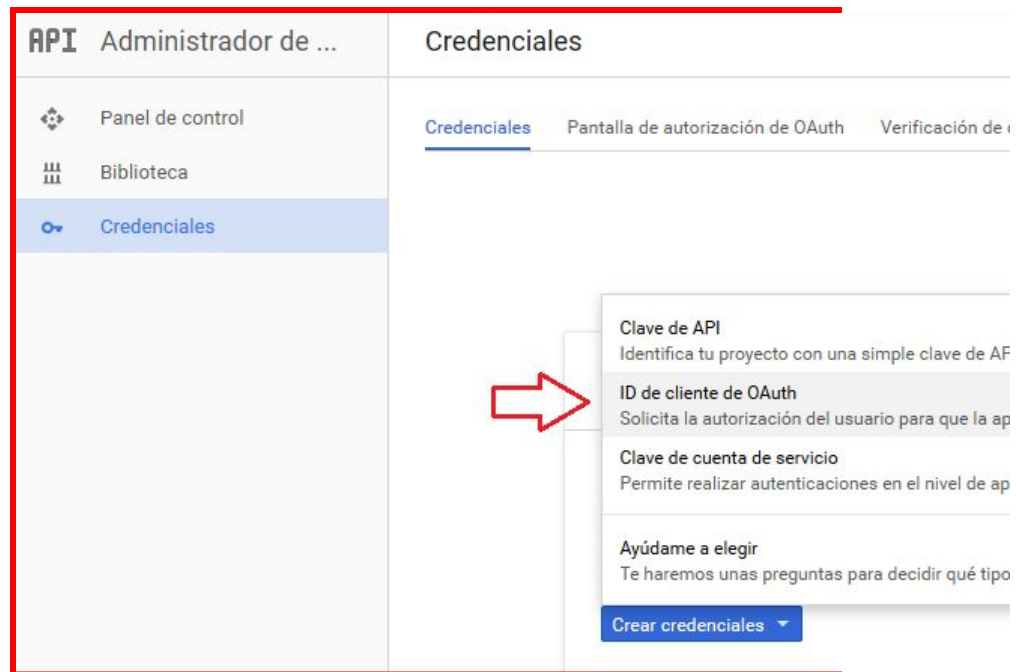 API Administrador de ...
Credenciales
Panel de control
Biblioteca
Credenciales
Credenciales Pantalla de autorización de OAuth Verificación de
Clave de API
Identifica tu proyecto con una simple clave de AP
ID de cliente de OAuth
Solicita la autorización del usuario para que la ap
Clave de cuenta de servicio
Permite realizar autenticaciones en el nivel de ap
Ayúdame a elegir
Te haremos unas preguntas para decidir qué tipo
Crear credenciales